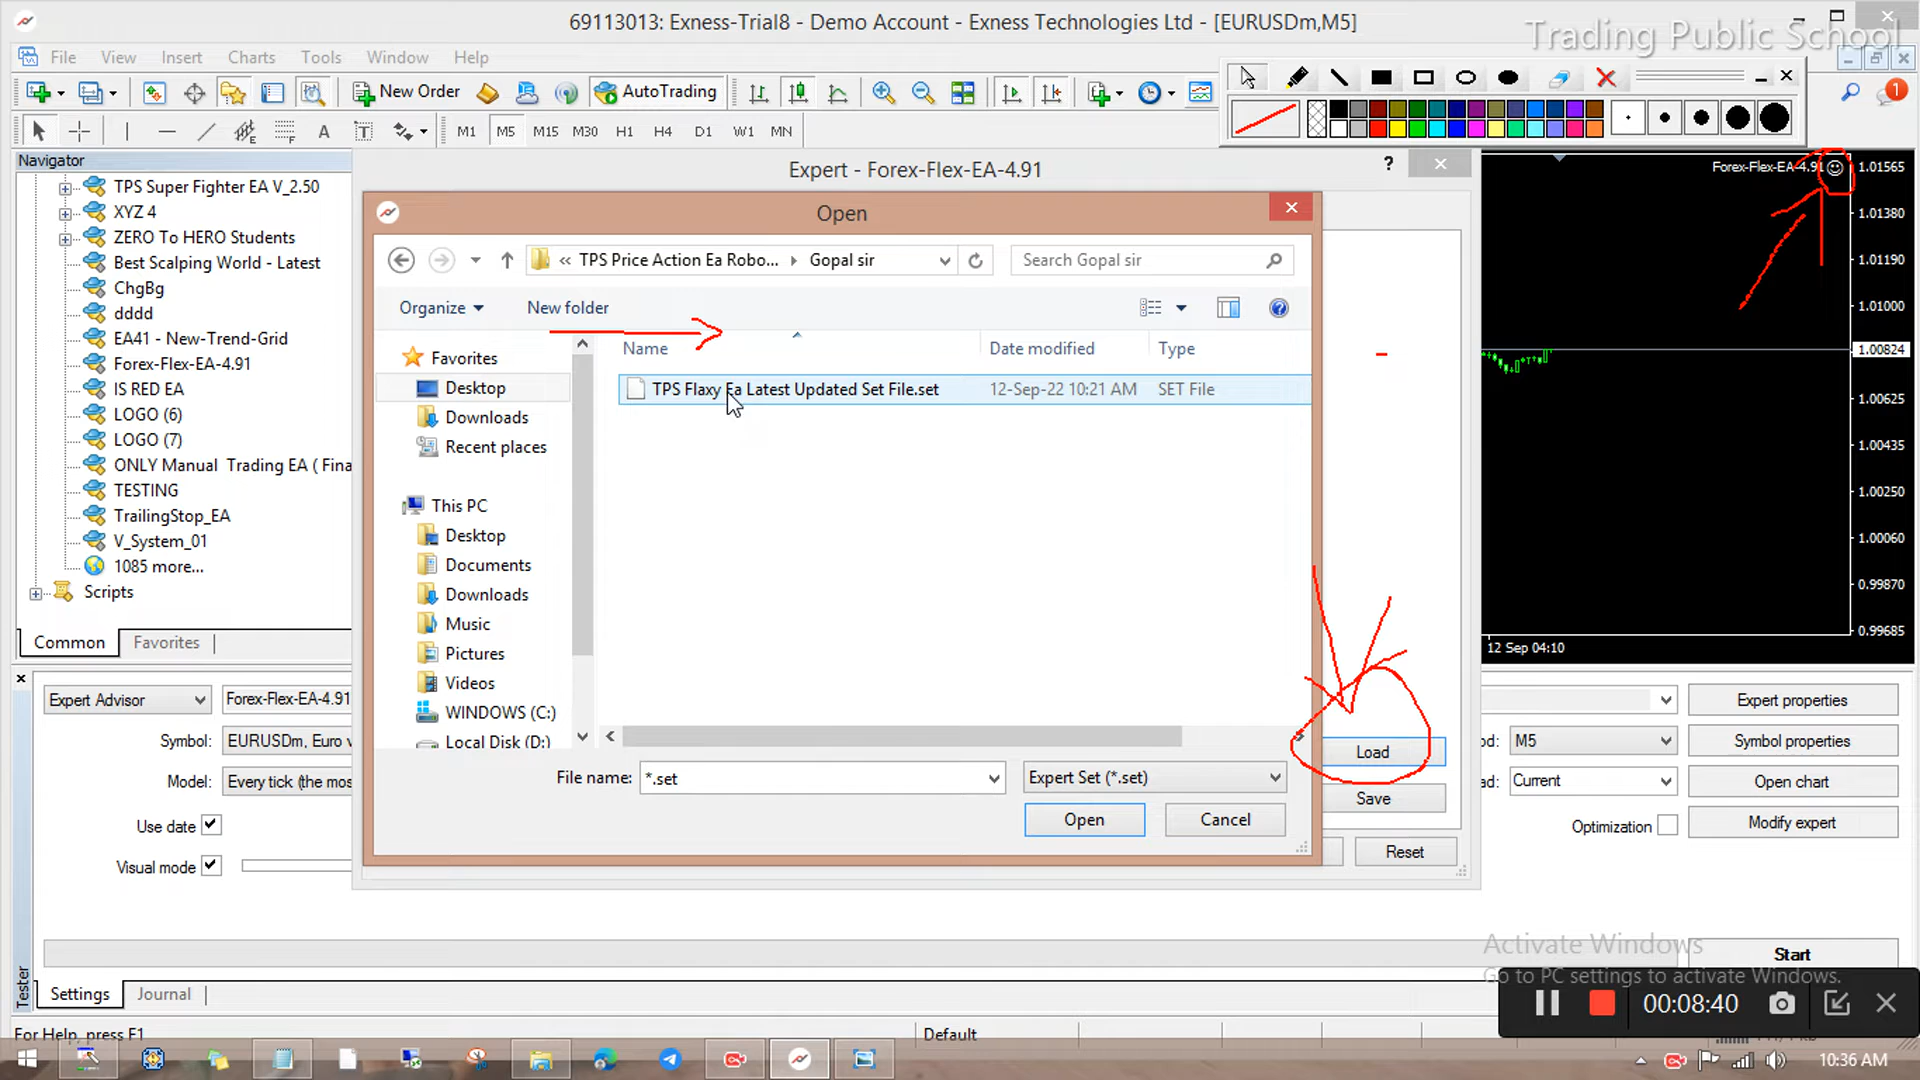 69113013: Exness-Trial8 - Demo Account - Exness Technologies Ltd - [EURUSDm,M5]
Trading Public School
File View Insert Charts Tools Window Help
New Order AutoTrading
1
A T M1 M5 M15 M30 H1 H4 D1 W1 MN
Navigator
TPS Super Fighter EA V_2.50
XYZ 4
ZERO To HERO Students
Best Scalping World - Latest
ChgBg
dddd
EA41 - New-Trend-Grid
Forex-Flex-EA-4.91
IS RED EA
LOGO (6)
LOGO (7)
ONLY Manual Trading EA ( Fina
TESTING
TrailingStop_EA
V_System_01
1085 more...
Scripts
Common Favorites
Expert - Forex-Flex-EA-4.91 ?
Open
« TPS Price Action Ea Robo... Gopal sir
Search Gopal sir
Organize New folder
Name Date modified Type
TPS Flaxy Ea Latest Updated Set File.set 12-Sep-22 10:21 AM SET File
Favorites
Desktop
Downloads
Recent places
This PC
Desktop
Documents
Downloads
Music
Pictures
Videos
WINDOWS (C:)
Local Disk (D:)
File name: *.set Expert Set (*.set)
Open Cancel
Load
Save
Reset
Forex-Flex-EA-4.91
1.01565
1.01380
1.01190
1.01000
1.00824
1.00625
1.00435
1.00250
1.00060
0.99870
0.99685
12 Sep 04:10
Expert Advisor Forex-Flex-EA-4.91
Symbol: EURUSDm, Euro v
Model: Every tick (the mos
Use date
Visual mode
od: M5
ad: Current
Optimization
Expert properties
Symbol properties
Open chart
Modify expert
Start
Activate Windows
Go to PC settings to activate Windows.
Tester
Settings Journal
00:08:40
For Help, press F1 Default
10:36 AM